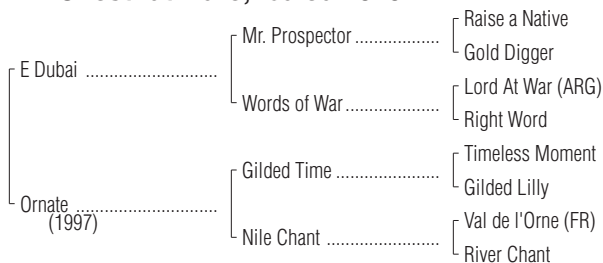 Raise a Native
Mr. Prospector ....................
Gold Digger
E Dubai ................................
Lord At War (ARG)
Words of War ......................
Right Word
Timeless Moment
Gilded Time ........................
Gilded Lilly
Ornate ..................................
(1997)
Val de l'Orne (FR)
Nile Chant ..........................
River Chant